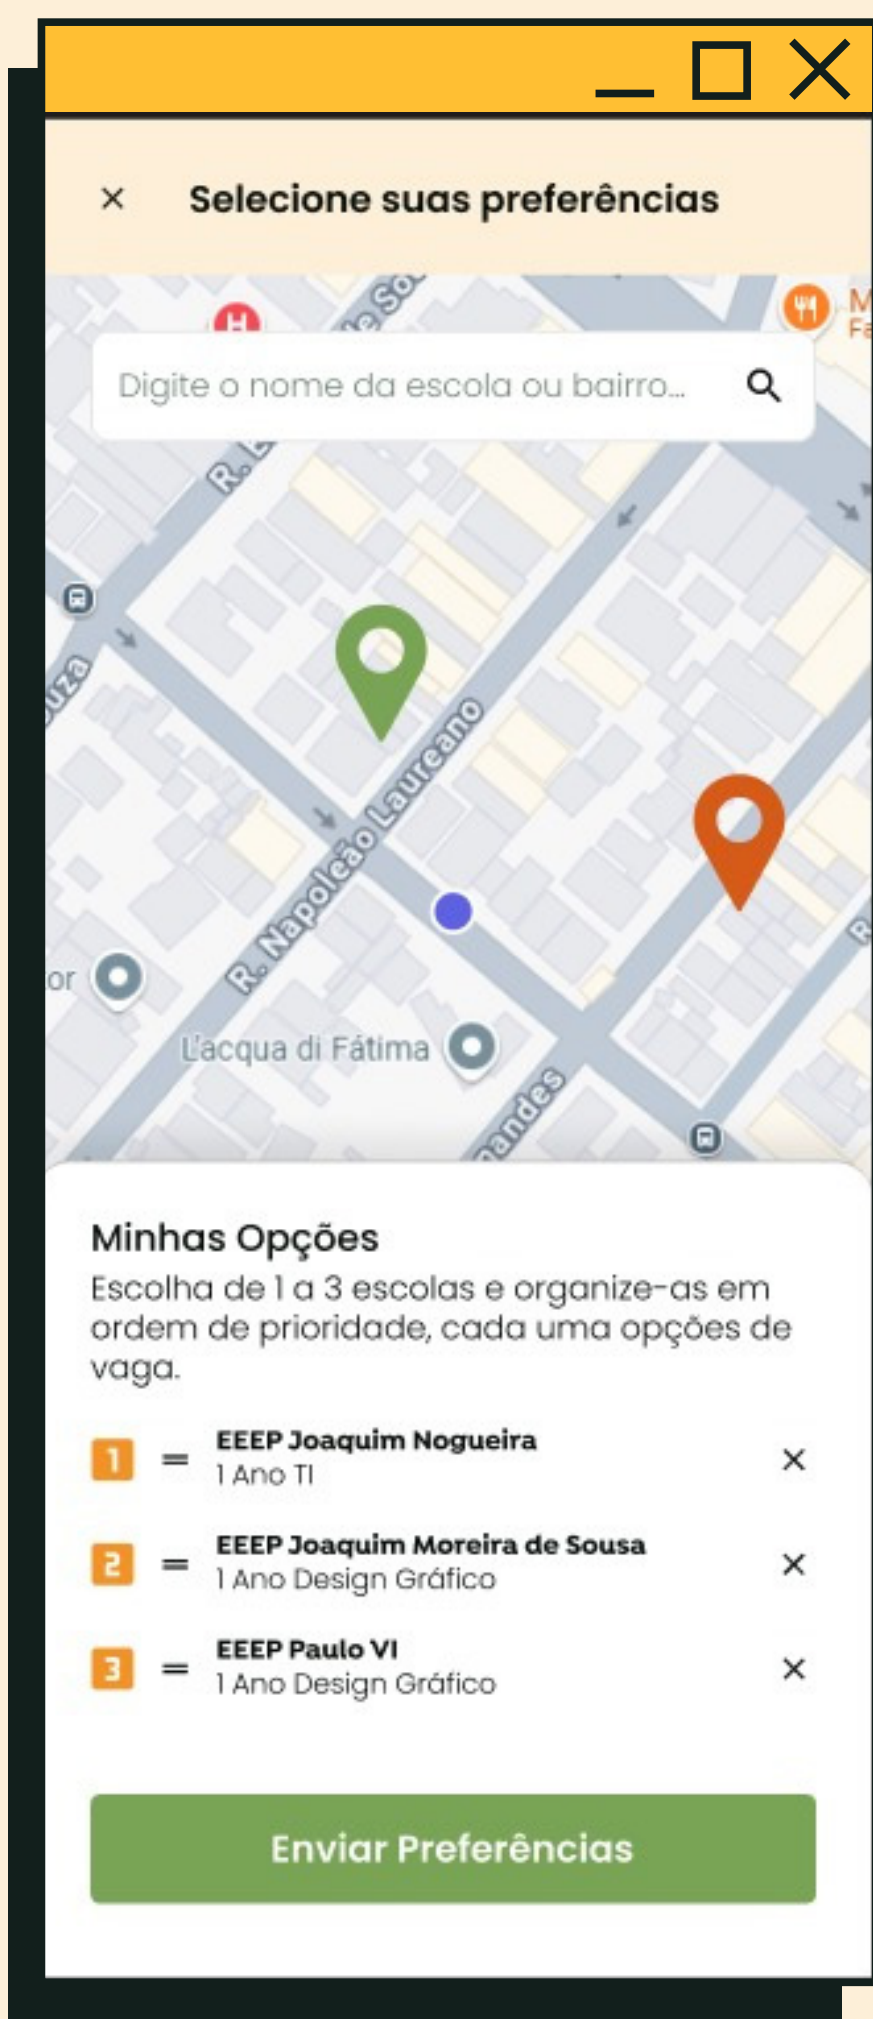 Selecione suas preferências
Digite o nome da escola ou bairro...
R. Napoleão Laureano
L'acqua di Fátima
Minhas Opções
Escolha de 1 a 3 escolas e organize-as em
ordem de prioridade, cada uma opções de
vaga.
1 = EEEP Joaquim Nogueira
1 Ano TI
2 = EEEP Joaquim Moreira de Sousa
1 Ano Design Gráfico
3 = EEEP Paulo VI
1 Ano Design Gráfico
Enviar Preferências